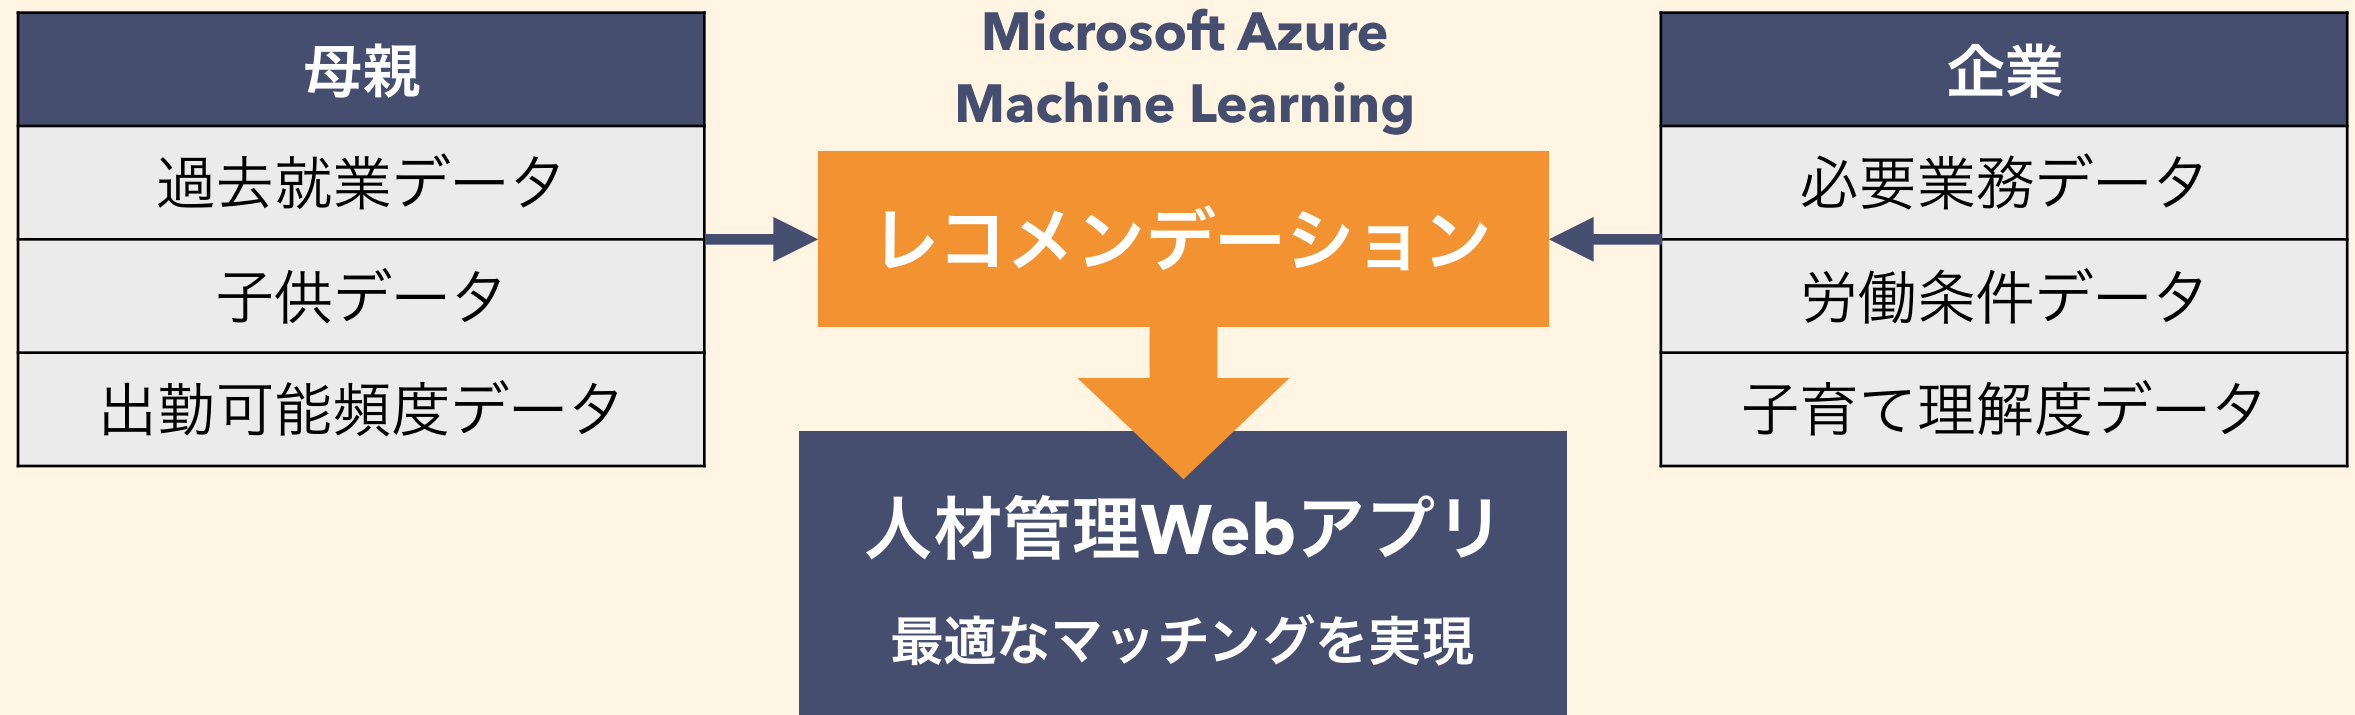 母親
過去就業データ
子供データ
出勤可能頻度データ
Microsoft Azure
Machine Learning
レコメンデーション
人材管理Webアプリ
最適なマッチングを実現
企業
必要業務データ
労働条件データ
子育て理解度データ